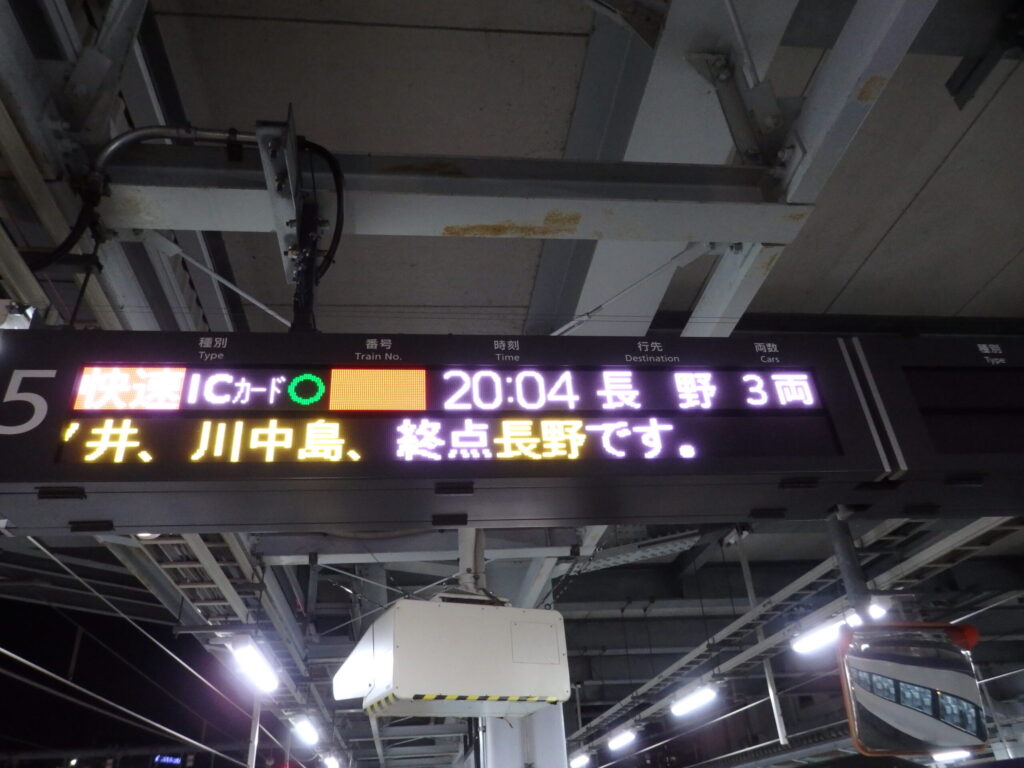 種別 番号 時刻 行先 両数 種別
Type Train No. Time Destination Cars Type
5 快速 ICカード○ 20:04 長野 3両
井、川中島、終点長野です。